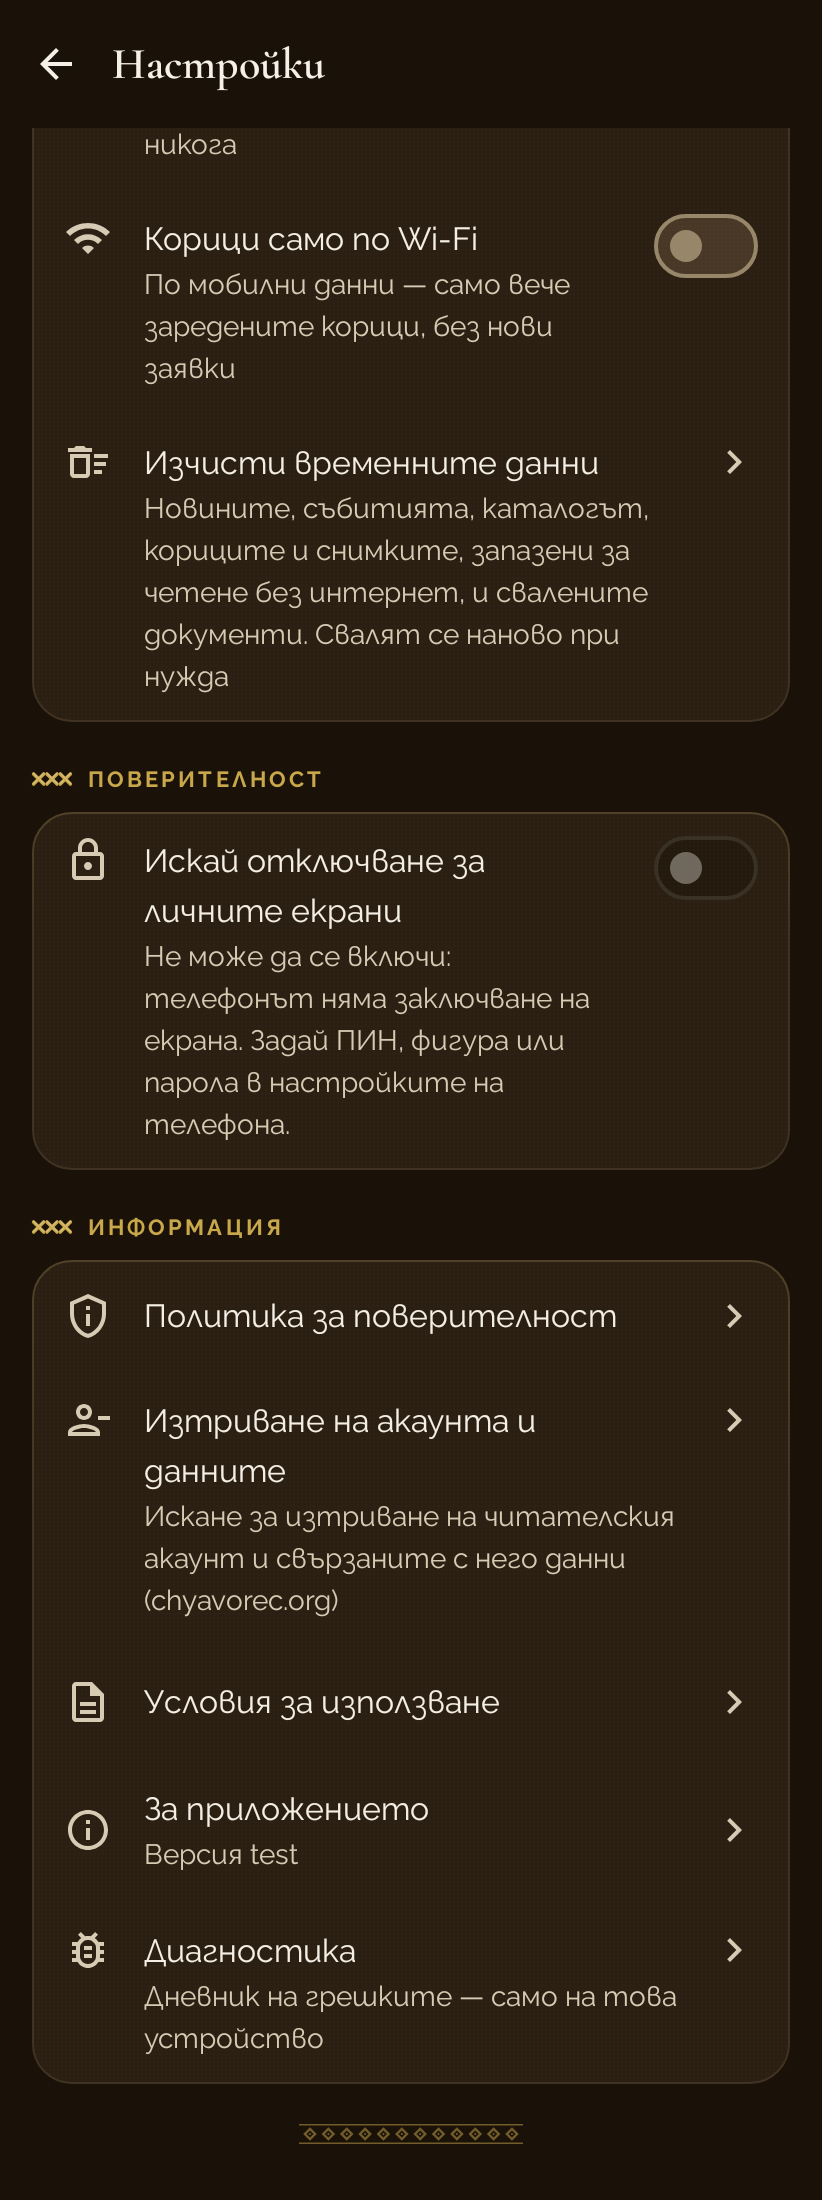 Настройки
никога
Корици само по Wi-Fi
По мобилни данни — само вече
заредените корици, без нови
заявки
Изчисти временните данни
Новините, събитията, каталогът,
кориците и снимките, запазени за
четене без интернет, и свалените
документи. Свалят се наново при
нужда
ПОВЕРИТЕЛНОСТ
Искай отключване за
личните екрани
Не може да се включи:
телефонът няма заключване на
екрана. Задай ПИН, фигура или
парола в настройките на
телефона.
ИНФОРМАЦИЯ
Политика за поверителност
Изтриване на акаунта и
данните
Искане за изтриване на читателския
акаунт и свързаните с него данни
(chyavorec.org)
Условия за използване
За приложението
Версия test
Диагностика
Дневник на грешките — само на това
устройство